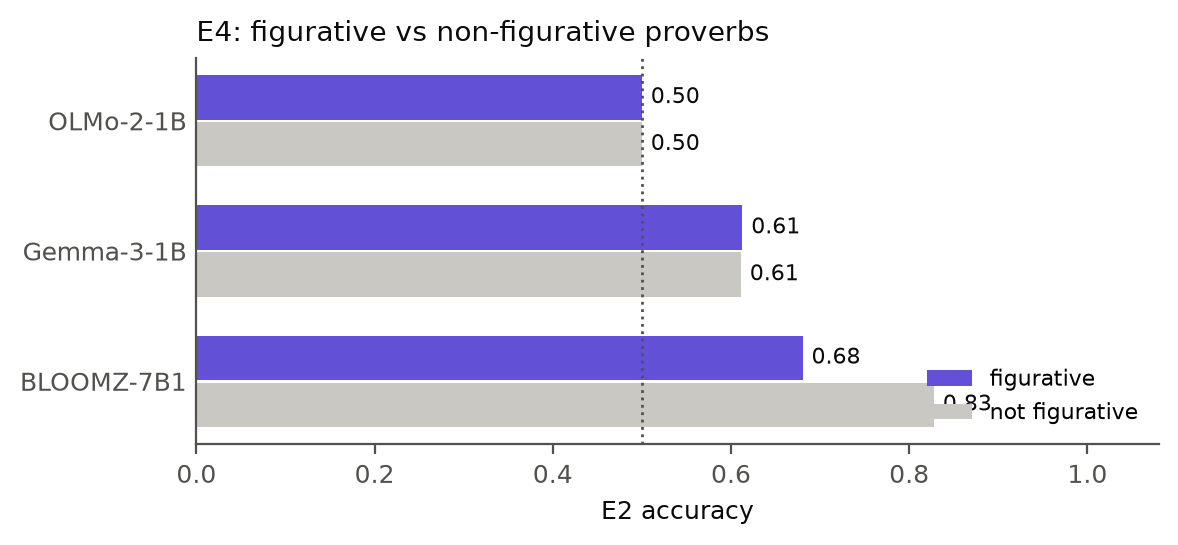 E4: figurative vs non-figurative proverbs
OLMo-2-1B
0.50
0.50
Gemma-3-1B
0.61
0.61
BLOOMZ-7B1
0.68
0.83
figurative
not figurative
0.0 0.2 0.4 0.6 0.8 1.0
E2 accuracy